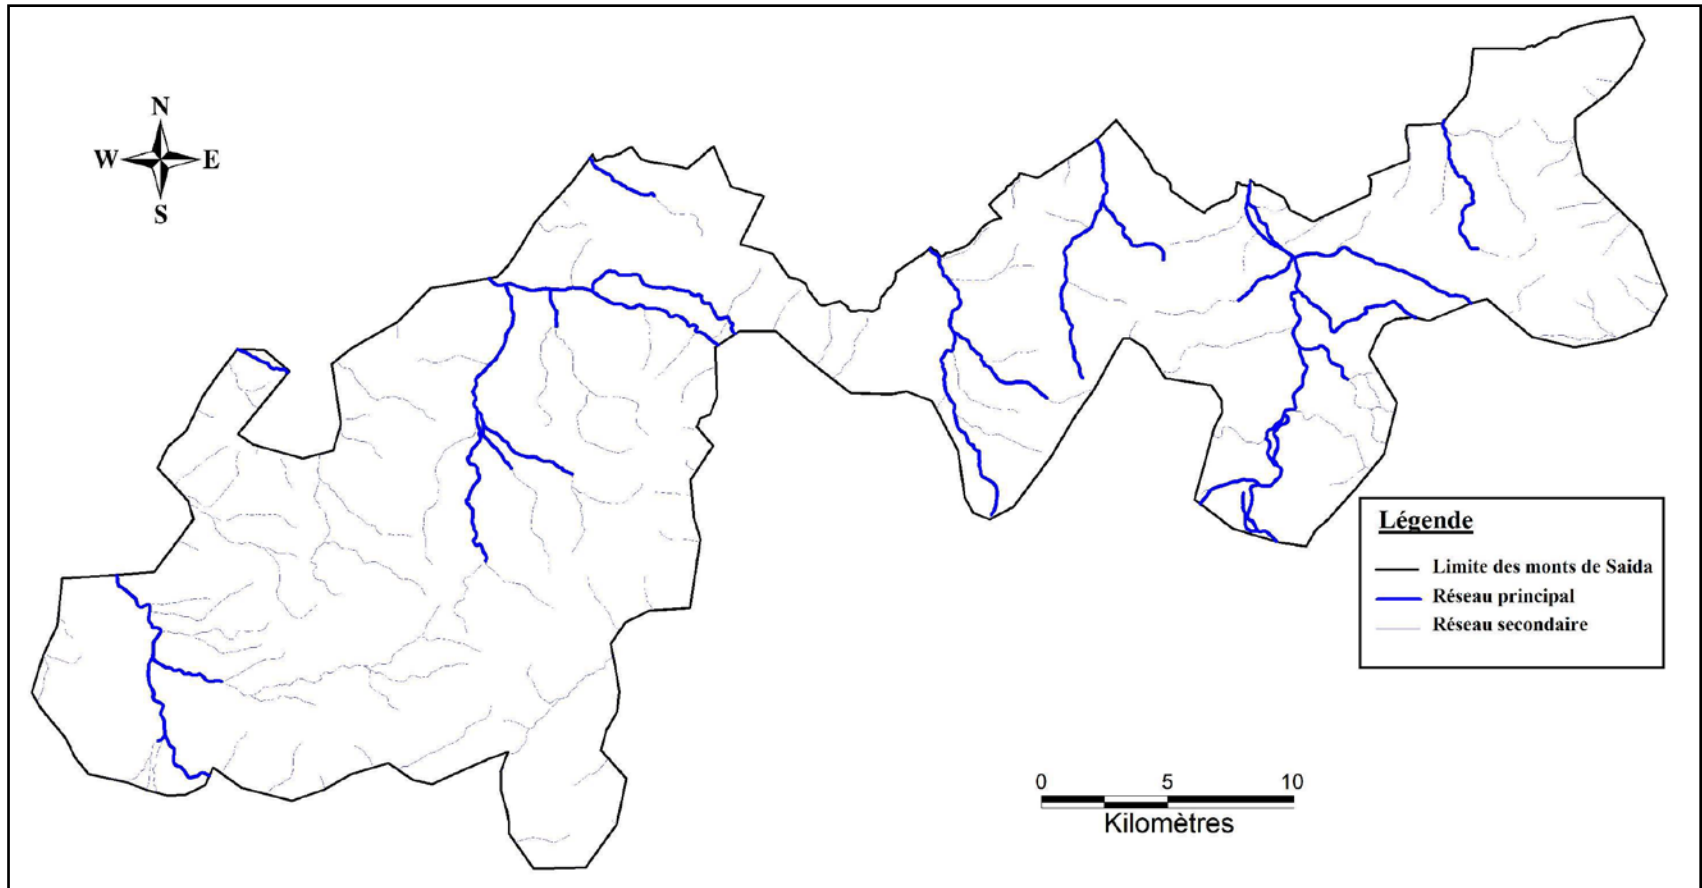 N
W E
S
Légende
Limite des monts de Saida
Réseau principal
Réseau secondaire
0 5 10
Kilomètres